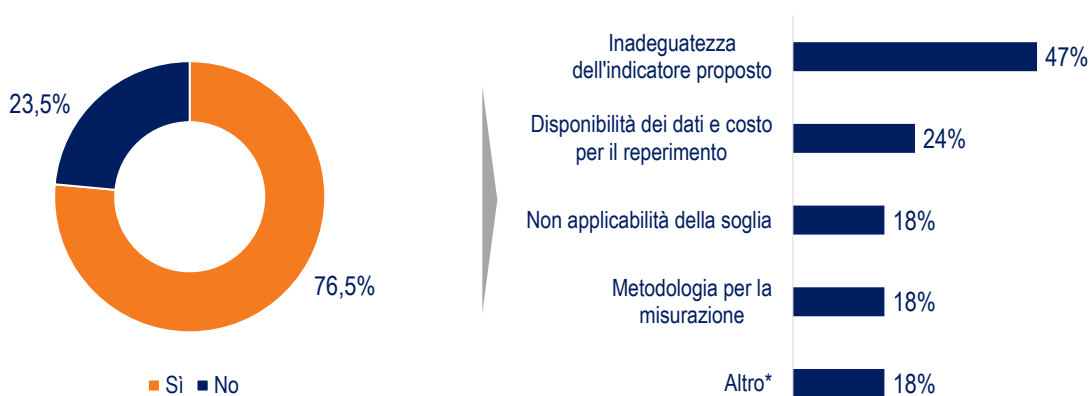 23,5%
76,5%
Sì No
Inadeguatezza
dell'indicatore proposto
47%
Disponibilità dei dati e costo
per il reperimento
24%
Non applicabilità della soglia
18%
Metodologia per la
misurazione
18%
Altro*
18%